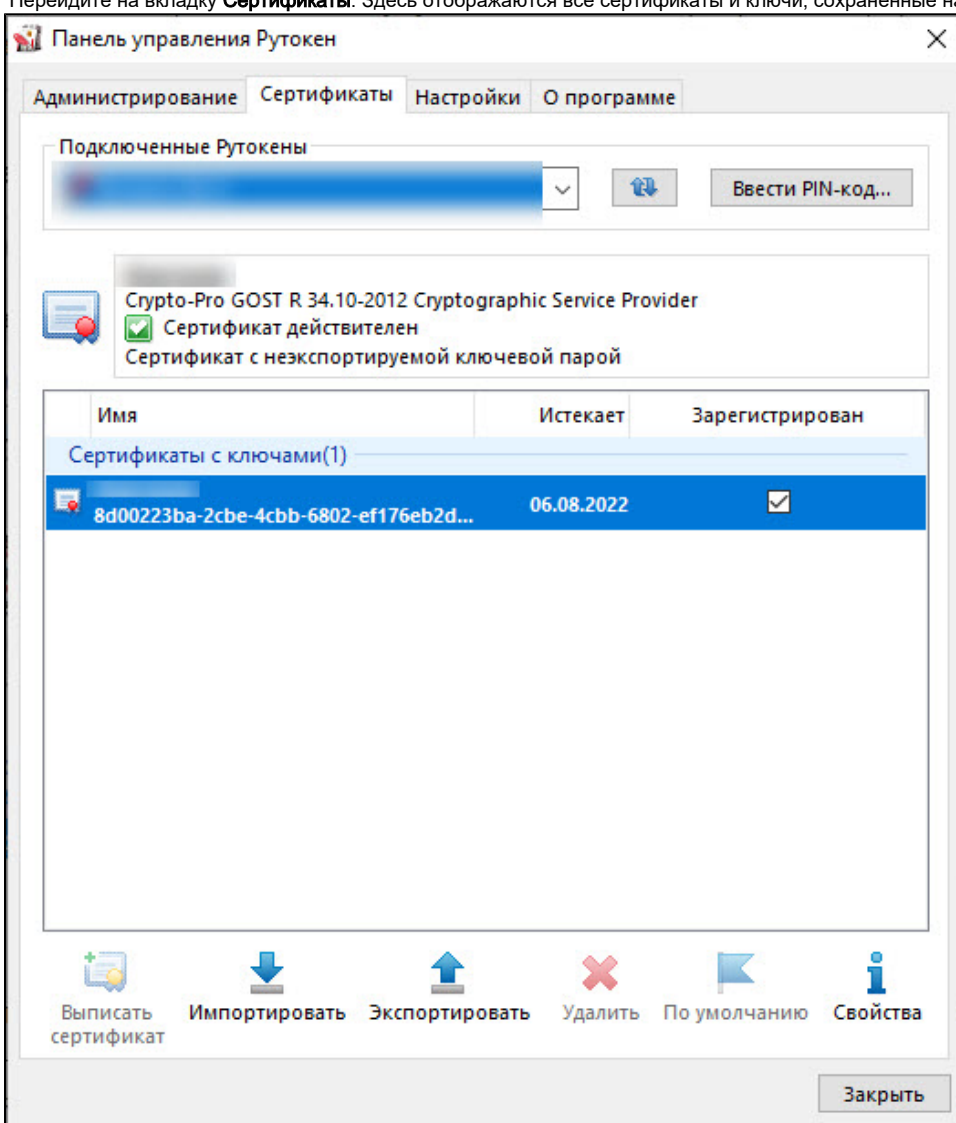 Перейдите на вкладку Сертификаты. Здесь отображаются все сертификаты и ключи, сохраненные на
Панель управления Рутокен
Администрирование Сертификаты Настройки О программе
Подключенные Рутокены
Ввести PIN-код...
Crypto-Pro GOST R 34.10-2012 Cryptographic Service Provider
Сертификат действителен
Сертификат с неэкспортируемой ключевой парой
Имя Истекает Зарегистрирован
Сертификаты с ключами(1)
8d00223ba-2cbe-4cbb-6802-ef176eb2d... 06.08.2022
Выписать сертификат Импортировать Экспортировать Удалить По умолчанию Свойства
Закрыть